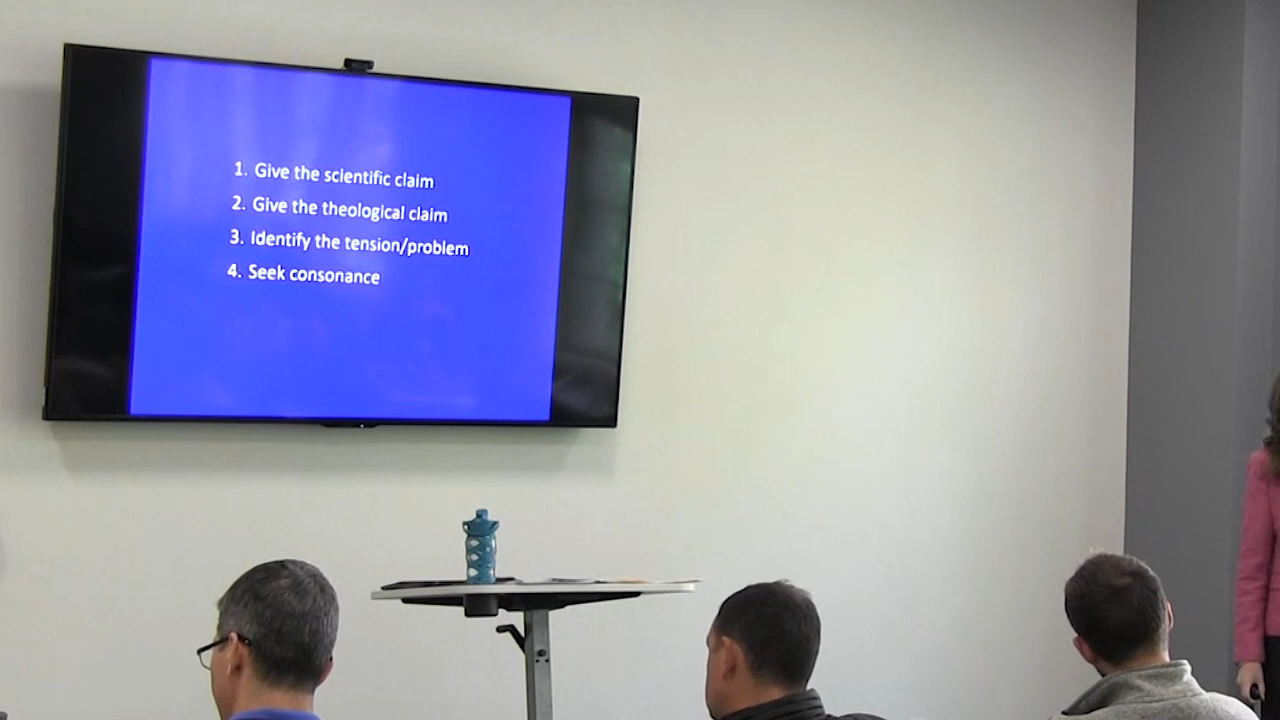 1. Give the scientific claim
2. Give the theological claim
3. Identify the tension/problem
4. Seek consonance